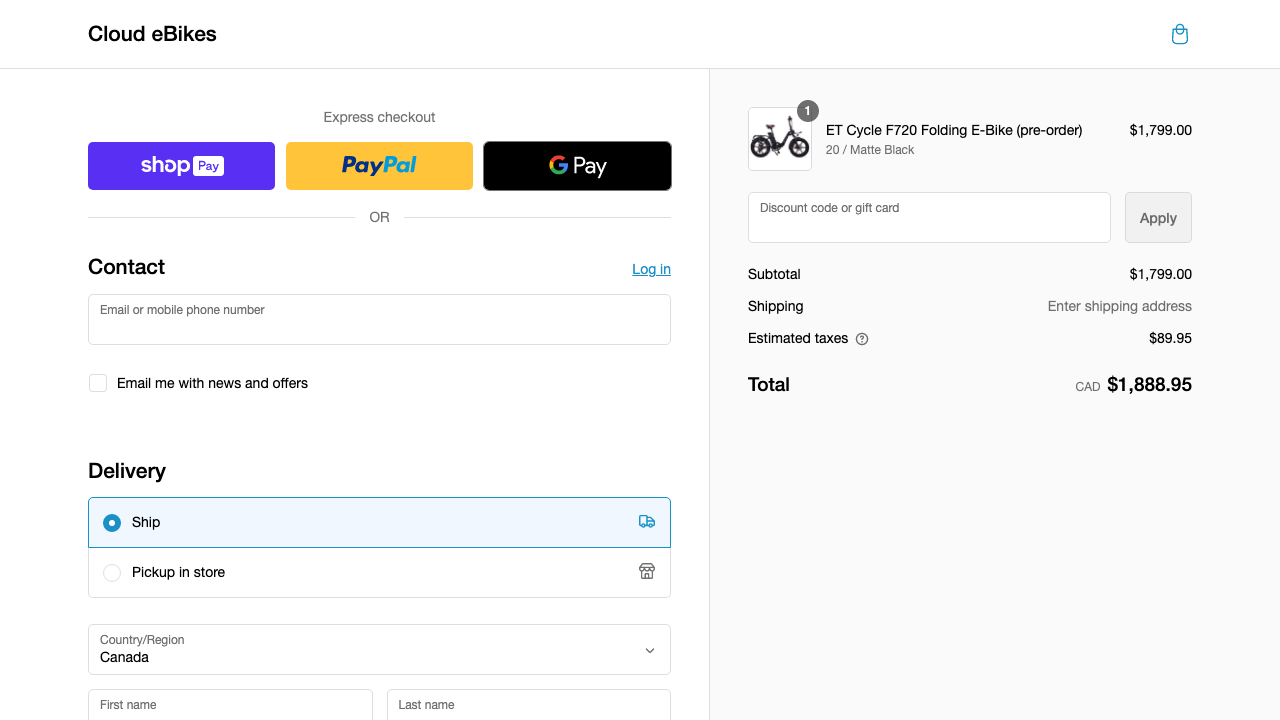 Cloud eBikes
Express checkout
shop Pay
PayPal
G Pay
OR
Contact
Log in
Email or mobile phone number
Email me with news and offers
Delivery
Ship
Pickup in store
Country/Region
Canada
First name
Last name
1
ET Cycle F720 Folding E-Bike (pre-order)
$1,799.00
20 / Matte Black
Discount code or gift card
Apply
Subtotal
$1,799.00
Shipping
Enter shipping address
Estimated taxes
$89.95
Total
CAD $1,888.95